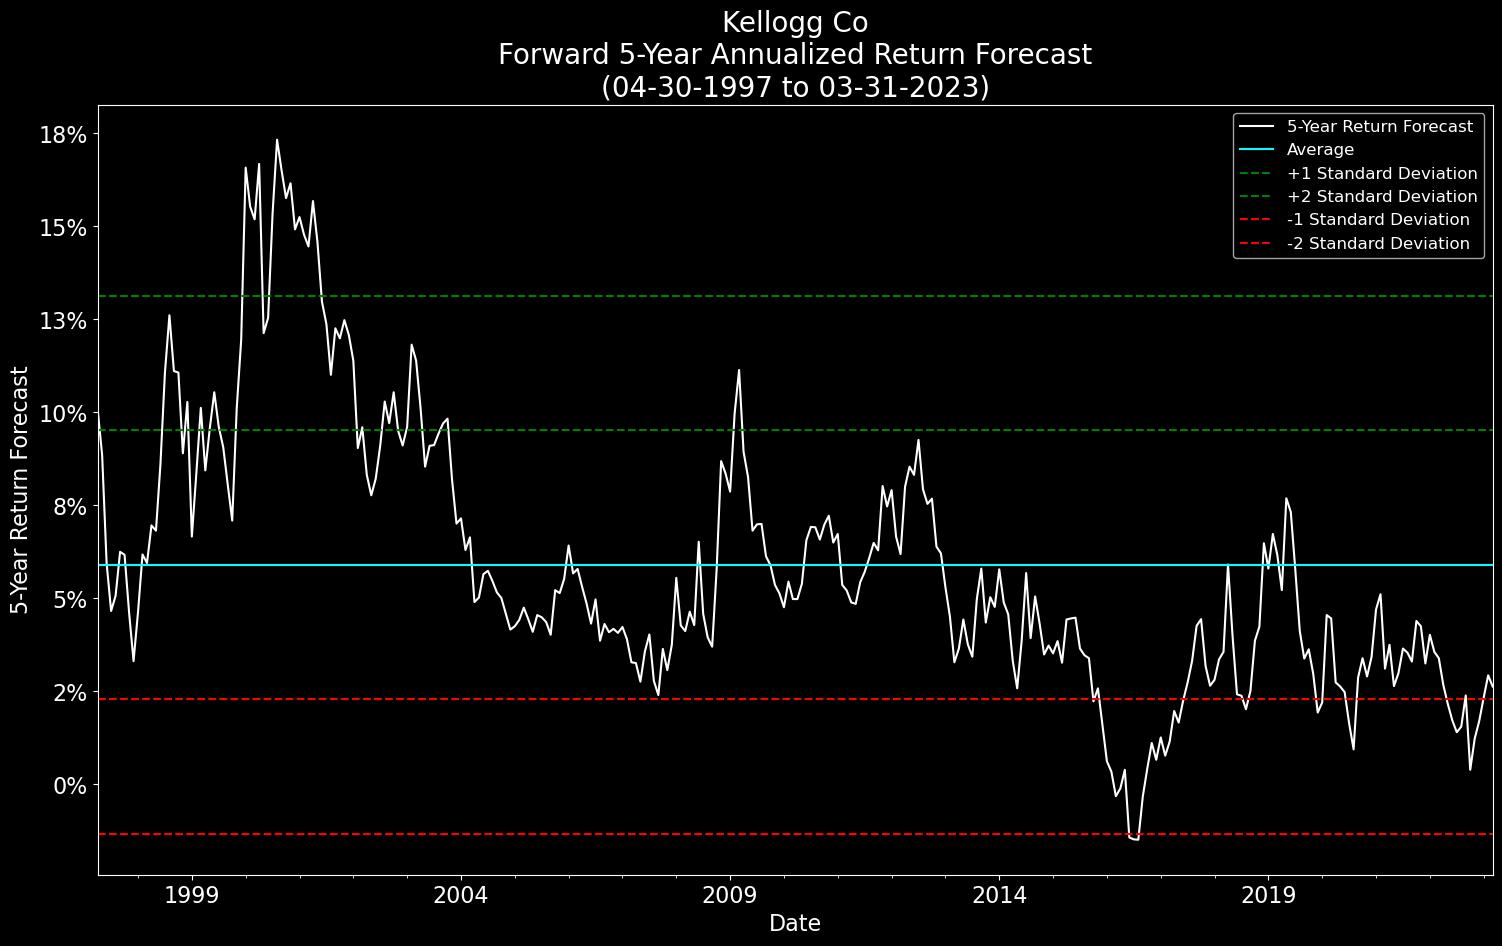 Kellogg Co
Forward 5-Year Annualized Return Forecast
(04-30-1997 to 03-31-2023)
5-Year Return Forecast
Average
+1 Standard Deviation
+2 Standard Deviation
-1 Standard Deviation
-2 Standard Deviation
18%
15%
13%
10%
8%
5%
2%
0%
5-Year Return Forecast
1999
2004
2009
2014
2019
Date